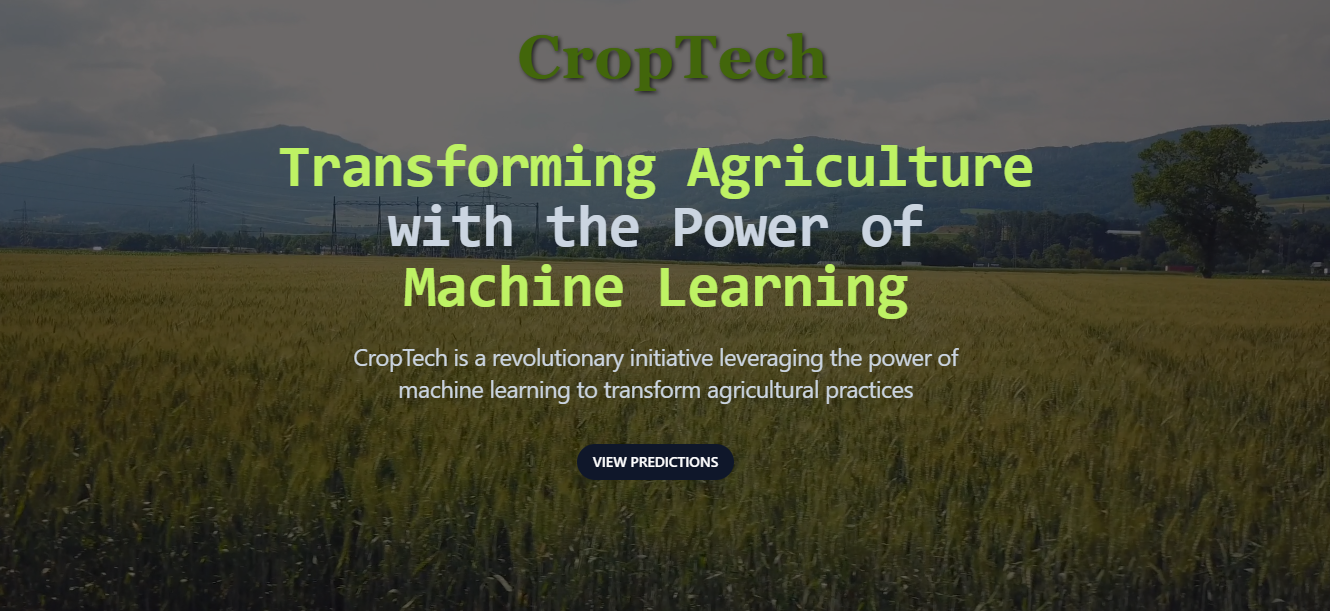 CropTech
Transforming Agriculture
with the Power of
Machine Learning
CropTech is a revolutionary initiative leveraging the power of
machine learning to transform agricultural practices
VIEW PREDICTIONS